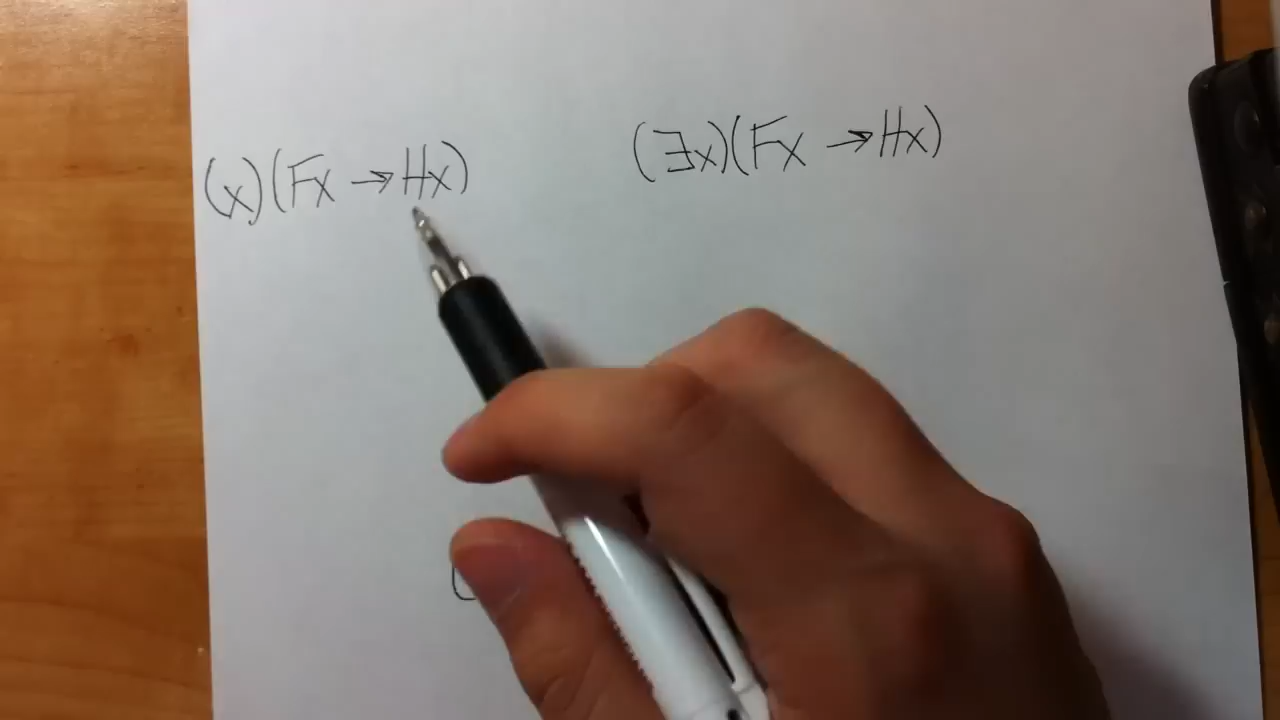 (x)(Fx → Hx)
(∃x)(Fx → Hx)